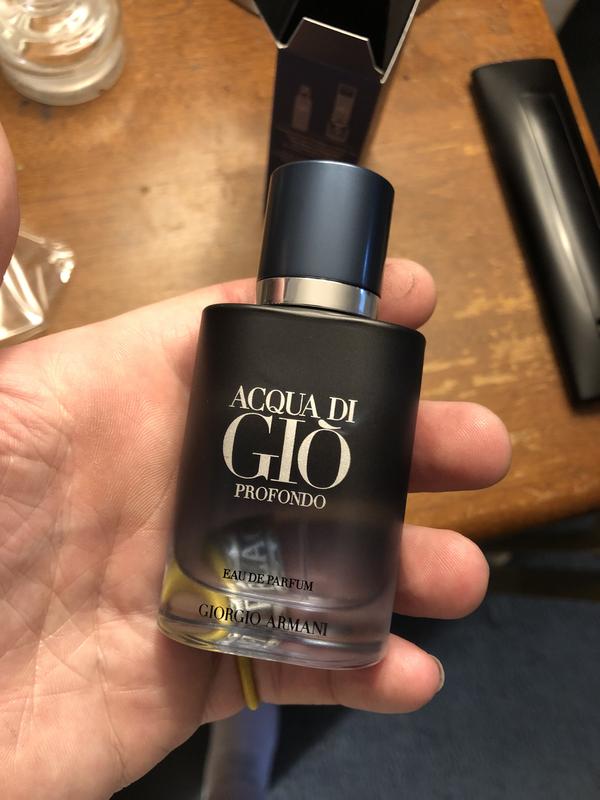 ACQUA DI
GIÒ
PROFONDO
EAU DE PARFUM
GIORGIO ARMANI